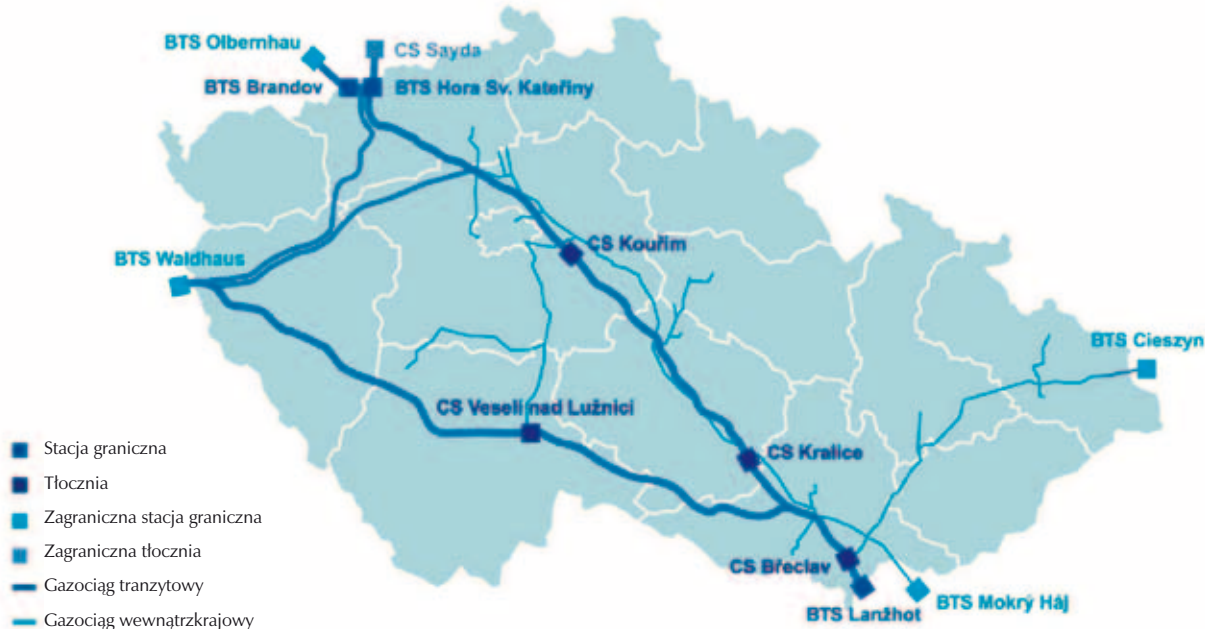 BTS Olbernhau
CS Sayda
BTS Brandov
BTS Hora Sv. Kateřiny
CS Kouřim
BTS Waldhaus
BTS Cieszyn
CS Veselí nad Lužnicí
CS Kralice
CS Břeclav
BTS Lanžhot
BTS Mokrý Háj
Stacja graniczna
Tłocznia
Zagraniczna stacja graniczna
Zagraniczna tłocznia
Gazociąg tranzytowy
Gazociąg wewnątrzkrajowy